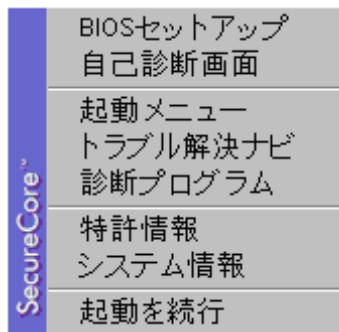 BIOSセットアップ
自己診断画面
起動メニュー
トラブル解決ナビ
診断プログラム
特許情報
システム情報
起動を続行
SecureCore™